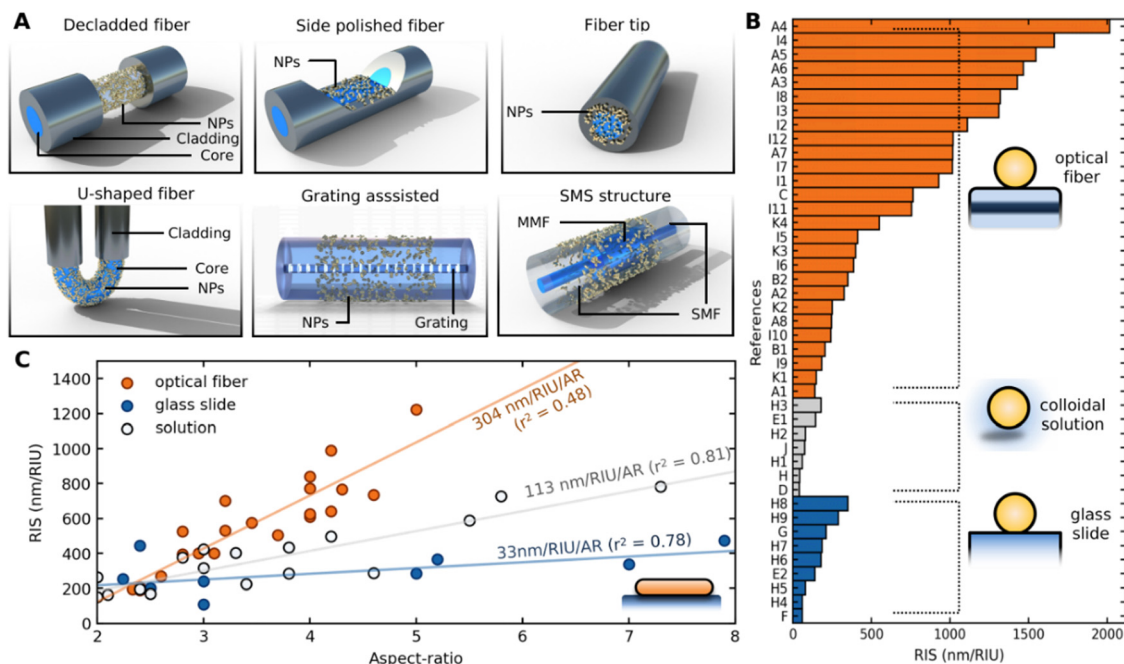 A
Decladded fiber
NPs
Cladding
Core
Side polished fiber
NPs
Fiber tip
NPs
U-shaped fiber
Cladding
Core
NPs
Grating asssisted
NPs
Grating
SMS structure
MMF
SMF
B
References
A4
I4
A5
A6
A3
I8
I3
I2
I12
A7
I7
I1
C
I11
K4
I5
K3
I6
B2
A2
K2
A8
I10
B1
I9
K1
A1
H3
E1
H2
J
H1
H
D
H8
H9
G
H7
H6
E2
H5
H4
F
optical
fiber
colloidal
solution
glass
slide
0 500 1000 1500 2000
RIS (nm/RIU)
C
RIS (nm/RIU)
1400
1200
1000
800
600
400
200
0
optical fiber
glass slide
solution
304 nm/RIU/AR
(r² = 0.48)
113 nm/RIU/AR (r² = 0.81)
33nm/RIU/AR (r² = 0.78)
2 3 4 5 6 7 8
Aspect-ratio